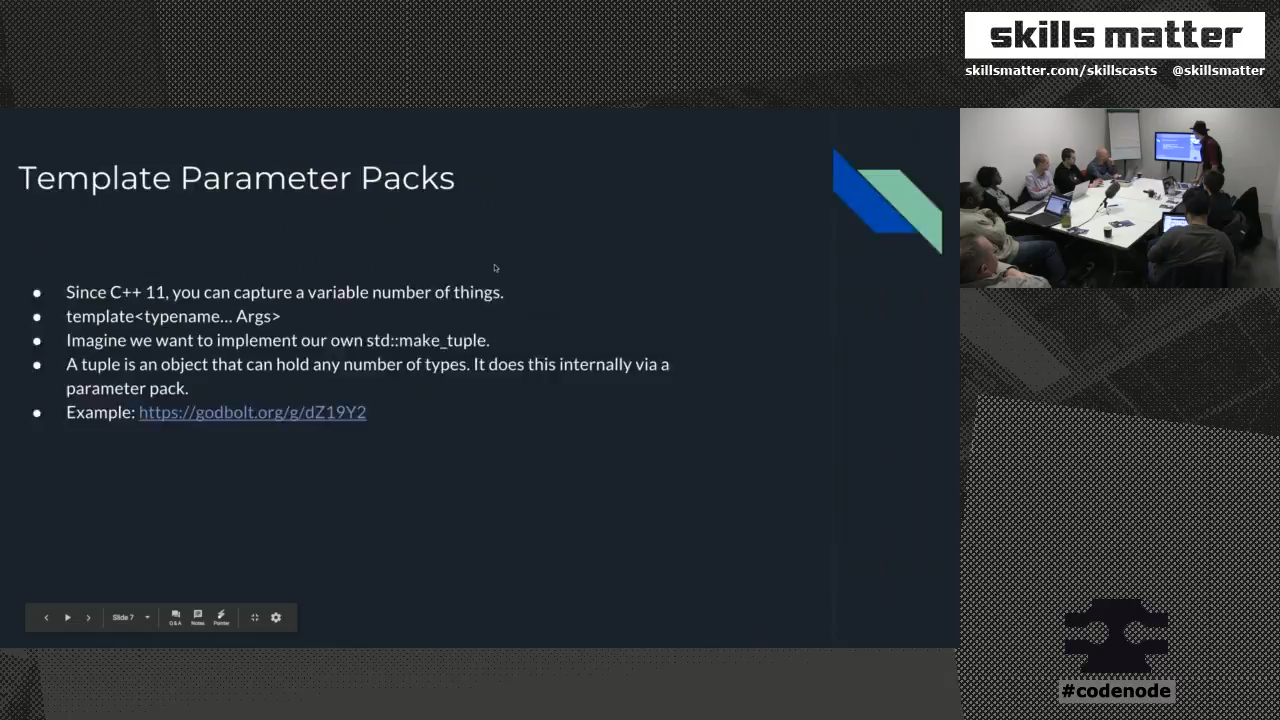 skills matter
skillsmatter.com/skillscasts @skillsmatter
Template Parameter Packs
● Since C++ 11, you can capture a variable number of things.
● template<typename... Args>
● Imagine we want to implement our own std::make_tuple.
● A tuple is an object that can hold any number of types. It does this internally via a
parameter pack.
● Example: https://godbolt.org/g/dZ19Y2
Slide 7
Q & A Notes Pointer
#codenode